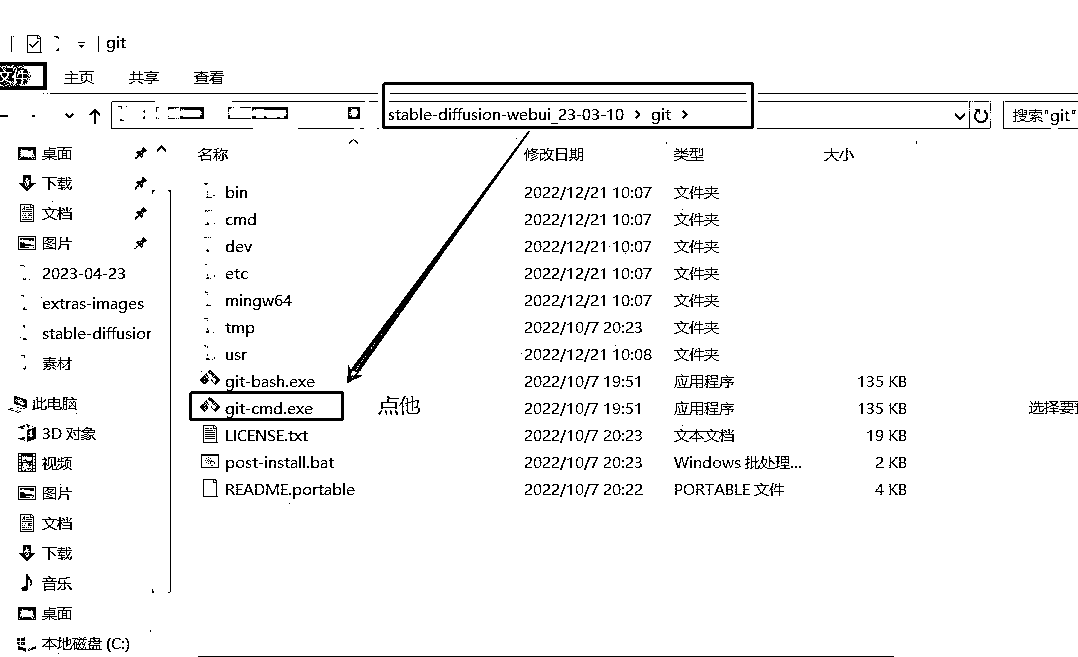 git
文件 主页 共享 查看
stable-diffusion-webui_23-03-10 › git › 搜索"git"
名称 修改日期 类型 大小
桌面
下载
文档
图片
2023-04-23
extras-images
stable-diffusior
素材
此电脑
3D 对象
视频
图片
文档
下载
音乐
桌面
本地磁盘 (C:)
bin 2022/12/21 10:07 文件夹
cmd 2022/12/21 10:07 文件夹
dev 2022/12/21 10:07 文件夹
etc 2022/12/21 10:07 文件夹
mingw64 2022/12/21 10:07 文件夹
tmp 2022/10/7 20:23 文件夹
usr 2022/12/21 10:08 文件夹
git-bash.exe 2022/10/7 19:51 应用程序 135 KB
git-cmd.exe 点他 2022/10/7 19:51 应用程序 135 KB
LICENSE.txt 2022/10/7 20:23 文本文档 19 KB
post-install.bat 2022/10/7 20:23 Windows 批处理... 2 KB
README.portable 2022/10/7 20:22 PORTABLE 文件 4 KB
选择要